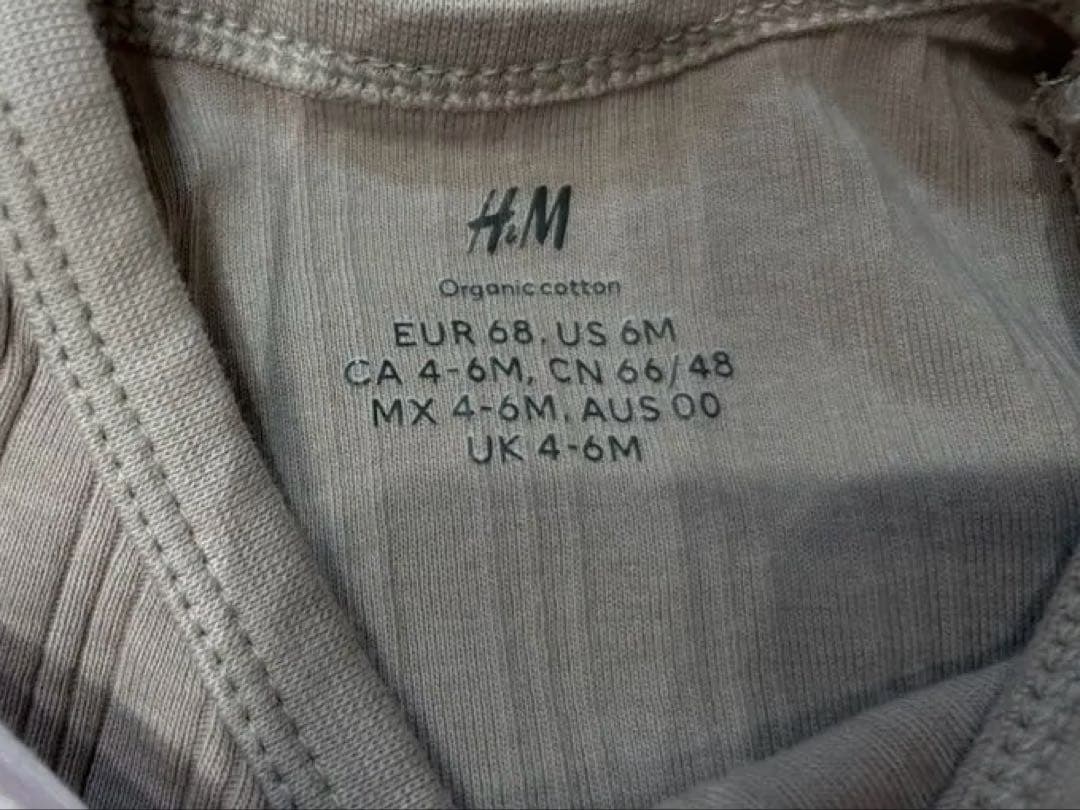 H&M
Organic cotton
EUR 68, US 6M
CA 4-6M, CN 66/48
MX 4-6M, AUS 00
UK 4-6M